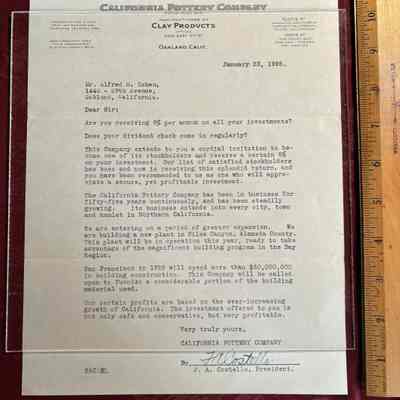 CALIFORNIA POTTERY COMPANY
MANUFACTURERS OF
CLAY PRODUCTS
OAKLAND, CALIF.
January 23, 1925.
Mr. Alfred H. Cohen,
1440 - 29th Avenue,
Oakland, California.
Dear Sir:
Are you receiving 8% per annum on all your investments?
Does your dividend check come in regularly?
This Company extends to you a cordial invitation to be-
come one of its stockholders and receive a certain 8%
on your investment. Our list of satisfied stockholders
has been and now is receiving this splendid return, and
you have been recommended to us as one who will appre-
ciate a secure, yet profitable investment.
The California Pottery Company has been in business for
fifty-five years continuously, and has been steadily
growing. Its business extends into every city, town
and hamlet in Northern California.
We are entering on a period of greater expansion. We
are building a new plant in Niles Canyon, Alameda County.
This plant will be in operation this year, ready to take
advantage of the magnificent building program in the Bay
Region.
San Francisco in 1925 will spend more than $50,000,000
in building construction. This Company will be called
upon to furnish a considerable portion of the building
material used.
Our certain profits are based on the ever-increasing
growth of California. The investment offered to you is
not only safe and conservative, but very profitable.
Very truly yours,
CALIFORNIA POTTERY COMPANY
By
F. A. Costello, President.